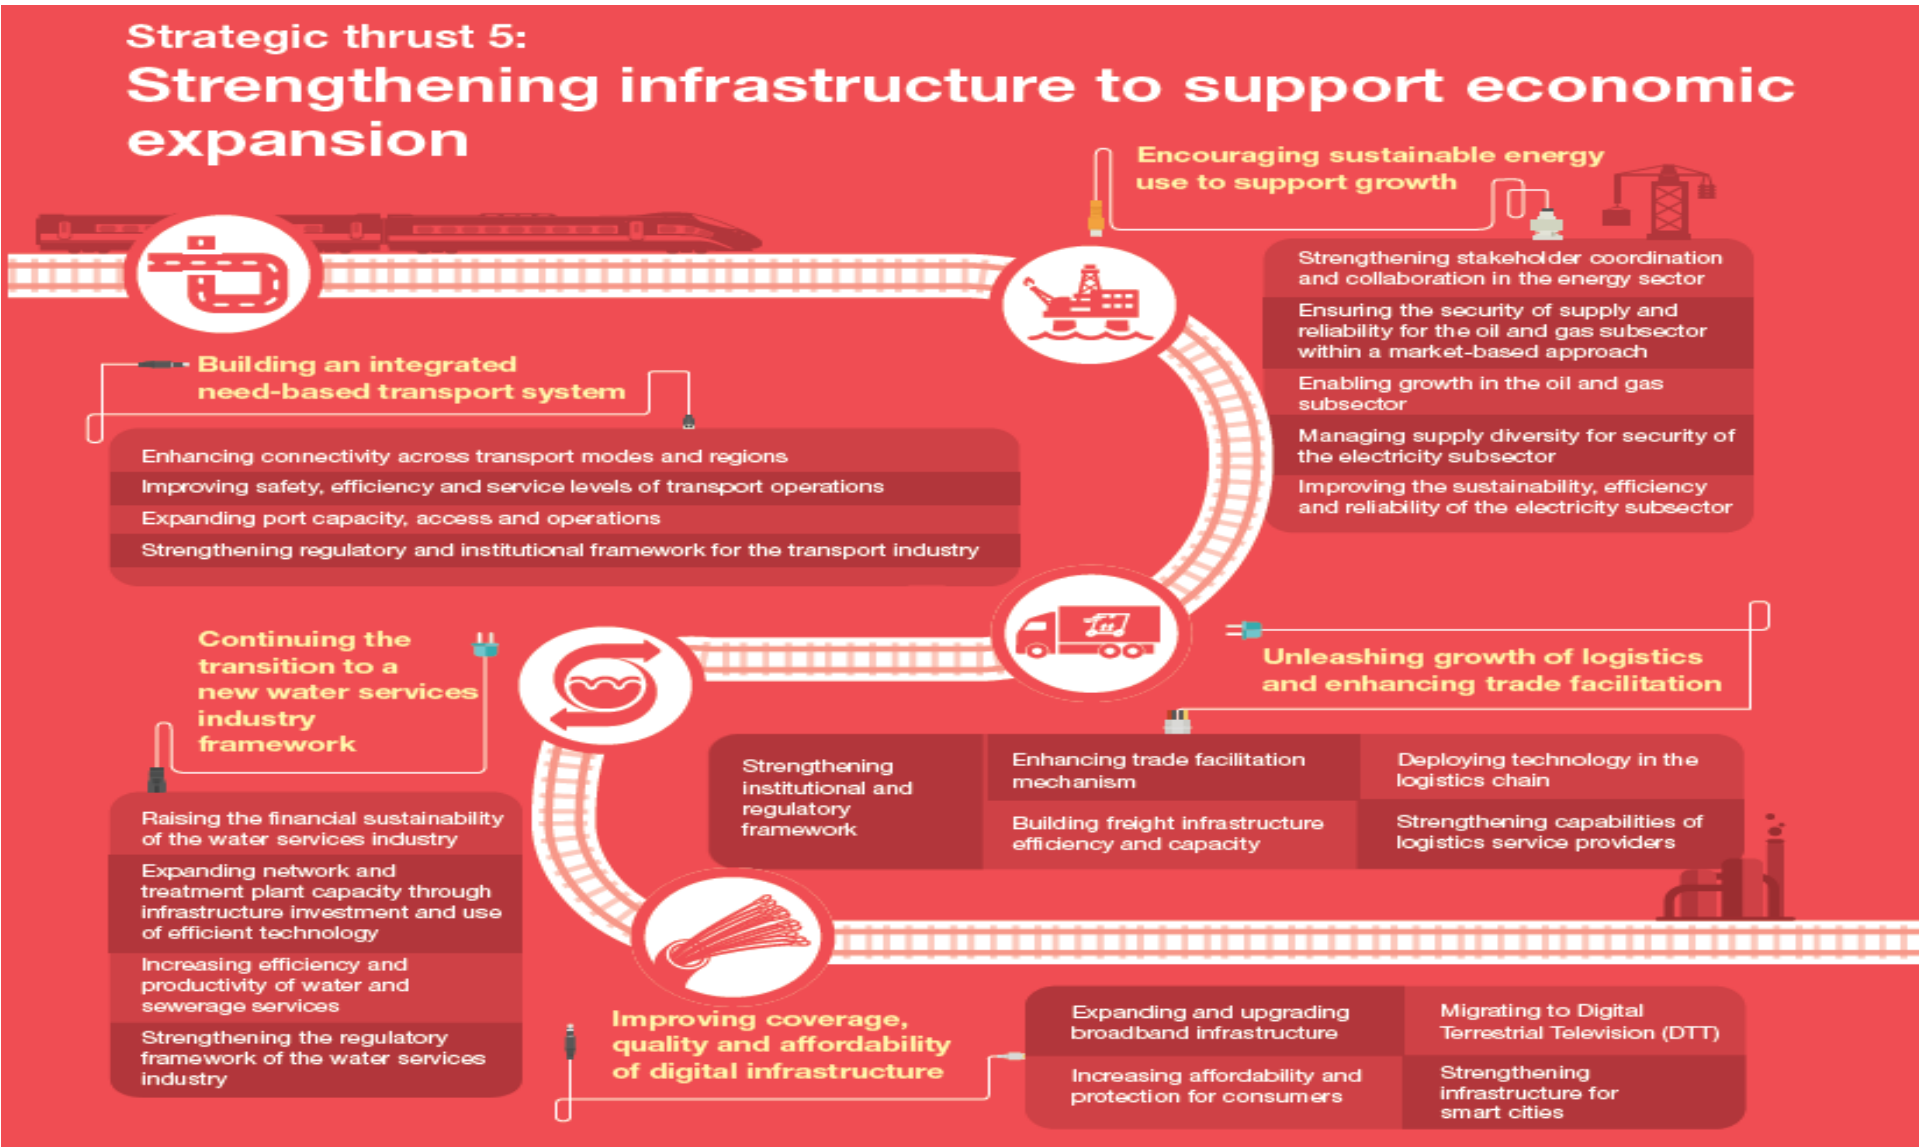 Strategic thrust 5:
Strengthening infrastructure to support economic
expansion
Encouraging sustainable energy
use to support growth
Strengthening stakeholder coordination
and collaboration in the energy sector
Ensuring the security of supply and
reliability for the oil and gas subsector
within a market-based approach
Enabling growth in the oil and gas
subsector
Managing supply diversity for security of
the electricity subsector
Improving the sustainability, efficiency
and reliability of the electricity subsector
Building an integrated
need-based transport system
Enhancing connectivity across transport modes and regions
Improving safety, efficiency and service levels of transport operations
Expanding port capacity, access and operations
Strengthening regulatory and institutional framework for the transport industry
Unleashing growth of logistics
and enhancing trade facilitation
Strengthening
institutional and
regulatory
framework
Enhancing trade facilitation
mechanism
Building freight infrastructure
efficiency and capacity
Deploying technology in the
logistics chain
Strengthening capabilities of
logistics service providers
Continuing the
transition to a
new water services
industry
framework
Raising the financial sustainability
of the water services industry
Expanding network and
treatment plant capacity through
infrastructure investment and use
of efficient technology
Increasing efficiency and
productivity of water and
sewerage services
Strengthening the regulatory
framework of the water services
industry
Improving coverage,
quality and affordability
of digital infrastructure
Expanding and upgrading
broadband infrastructure
Increasing affordability and
protection for consumers
Migrating to Digital
Terrestrial Television (DTT)
Strengthening
infrastructure for
smart cities